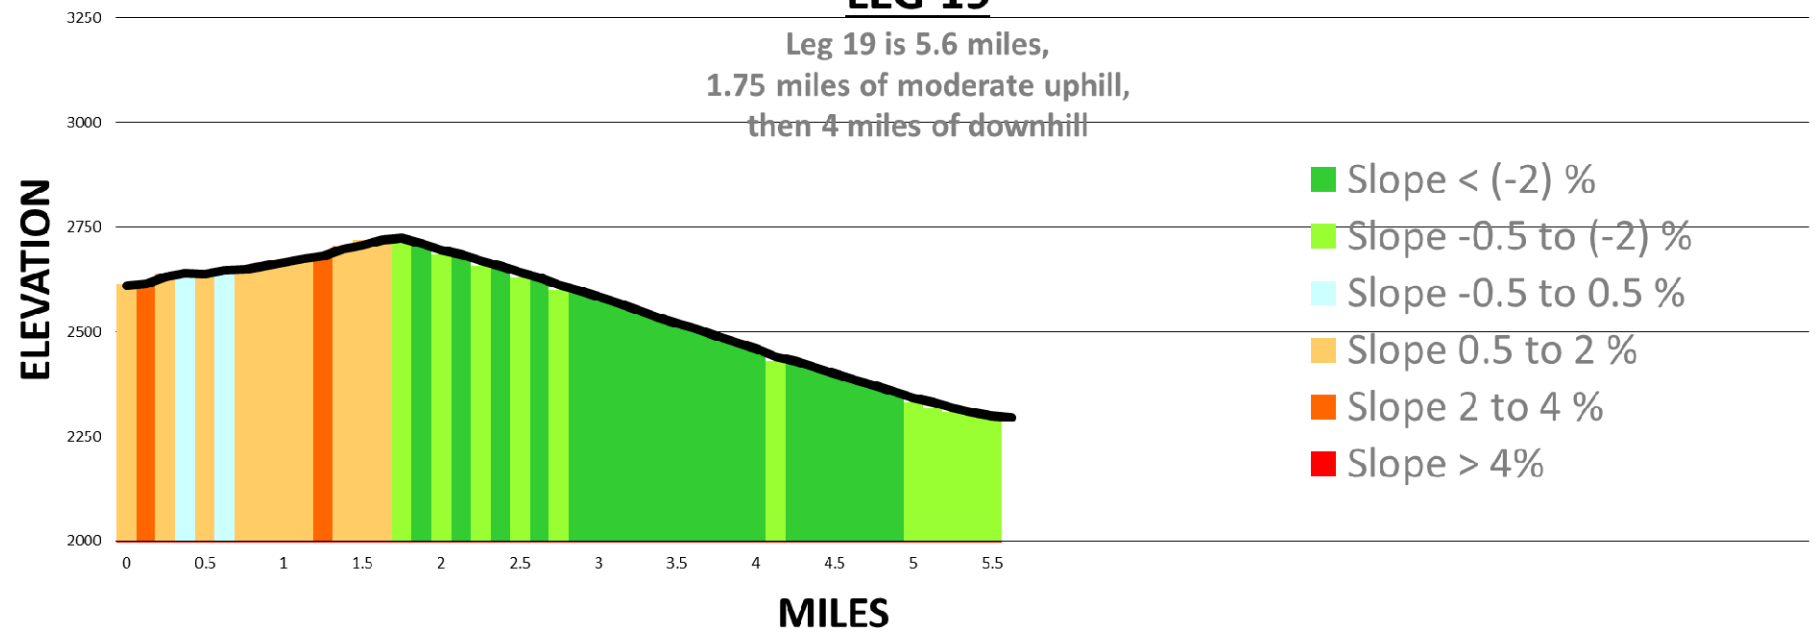 LEG 19
3250
Leg 19 is 5.6 miles,
1.75 miles of moderate uphill,
then 4 miles of downhill
3000
2750
2500
2250
2000
ELEVATION
0 0.5 1 1.5 2 2.5 3 3.5 4 4.5 5 5.5
MILES
Slope < (-2) %
Slope -0.5 to (-2) %
Slope -0.5 to 0.5 %
Slope 0.5 to 2 %
Slope 2 to 4 %
Slope > 4%